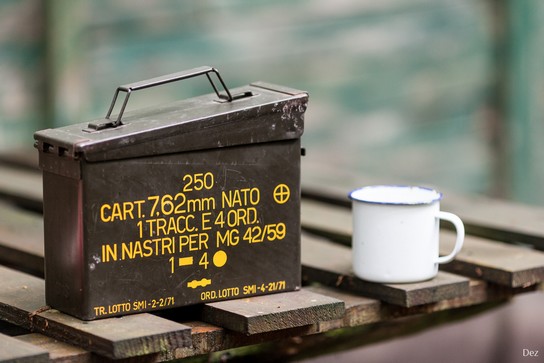 250
CART. 7.62mm NATO
1 TRACC. E 4 ORD.
IN NASTRI PER MG 42/59
1 4
TR. LOTTO SMI-2-2/71
ORD. LOTTO SMI-4-21/71
Dez